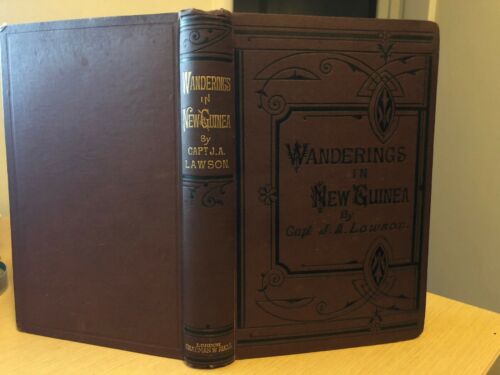 WANDERINGS
IN
NEW GUINEA
By
CAPT J.A.
LAWSON.
LONDON
CHAPMAN & HALL
WANDERINGS
IN
NEW GUINEA
By
Capt J. A. Lawson.